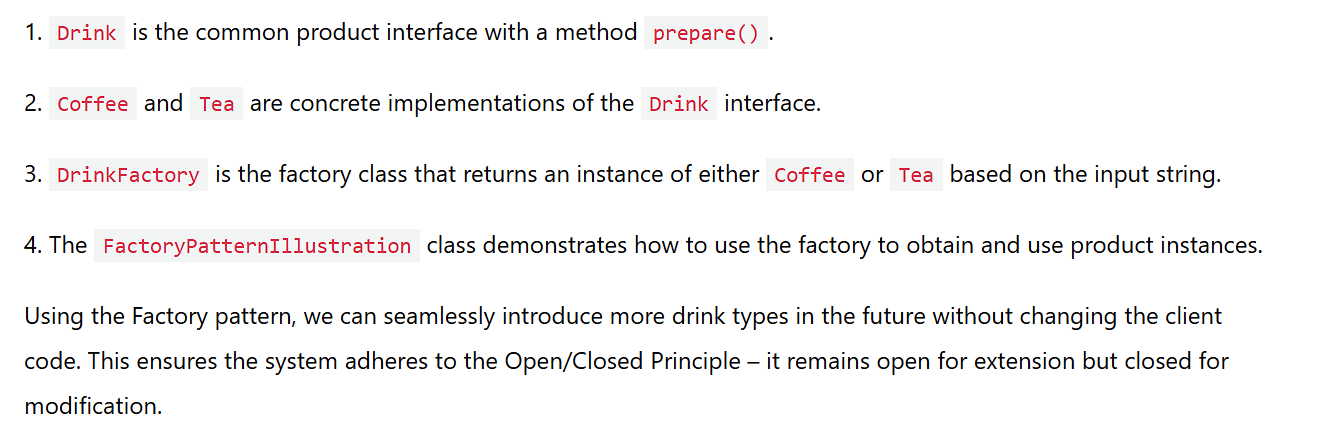 1. Drink is the common product interface with a method prepare() .
2. Coffee and Tea are concrete implementations of the Drink interface.
3. DrinkFactory is the factory class that returns an instance of either Coffee or Tea based on the input string.
4. The FactoryPatternIllustration class demonstrates how to use the factory to obtain and use product instances.
Using the Factory pattern, we can seamlessly introduce more drink types in the future without changing the client
code. This ensures the system adheres to the Open/Closed Principle – it remains open for extension but closed for
modification.